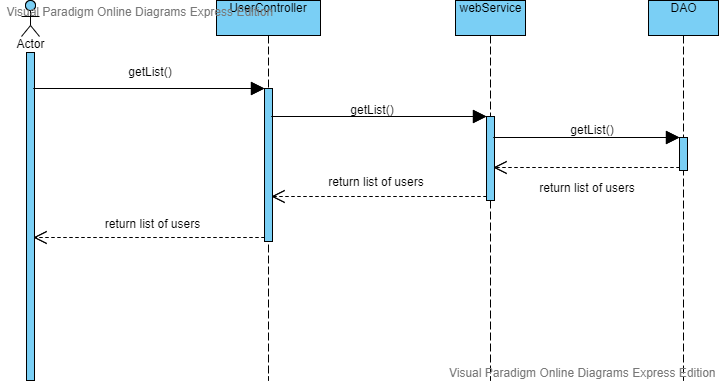 Visual Paradigm Online Diagrams Express Edition
UserController
webService
DAO
Actor
getList()
getList()
getList()
return list of users
return list of users
return list of users
Visual Paradigm Online Diagrams Express Edition